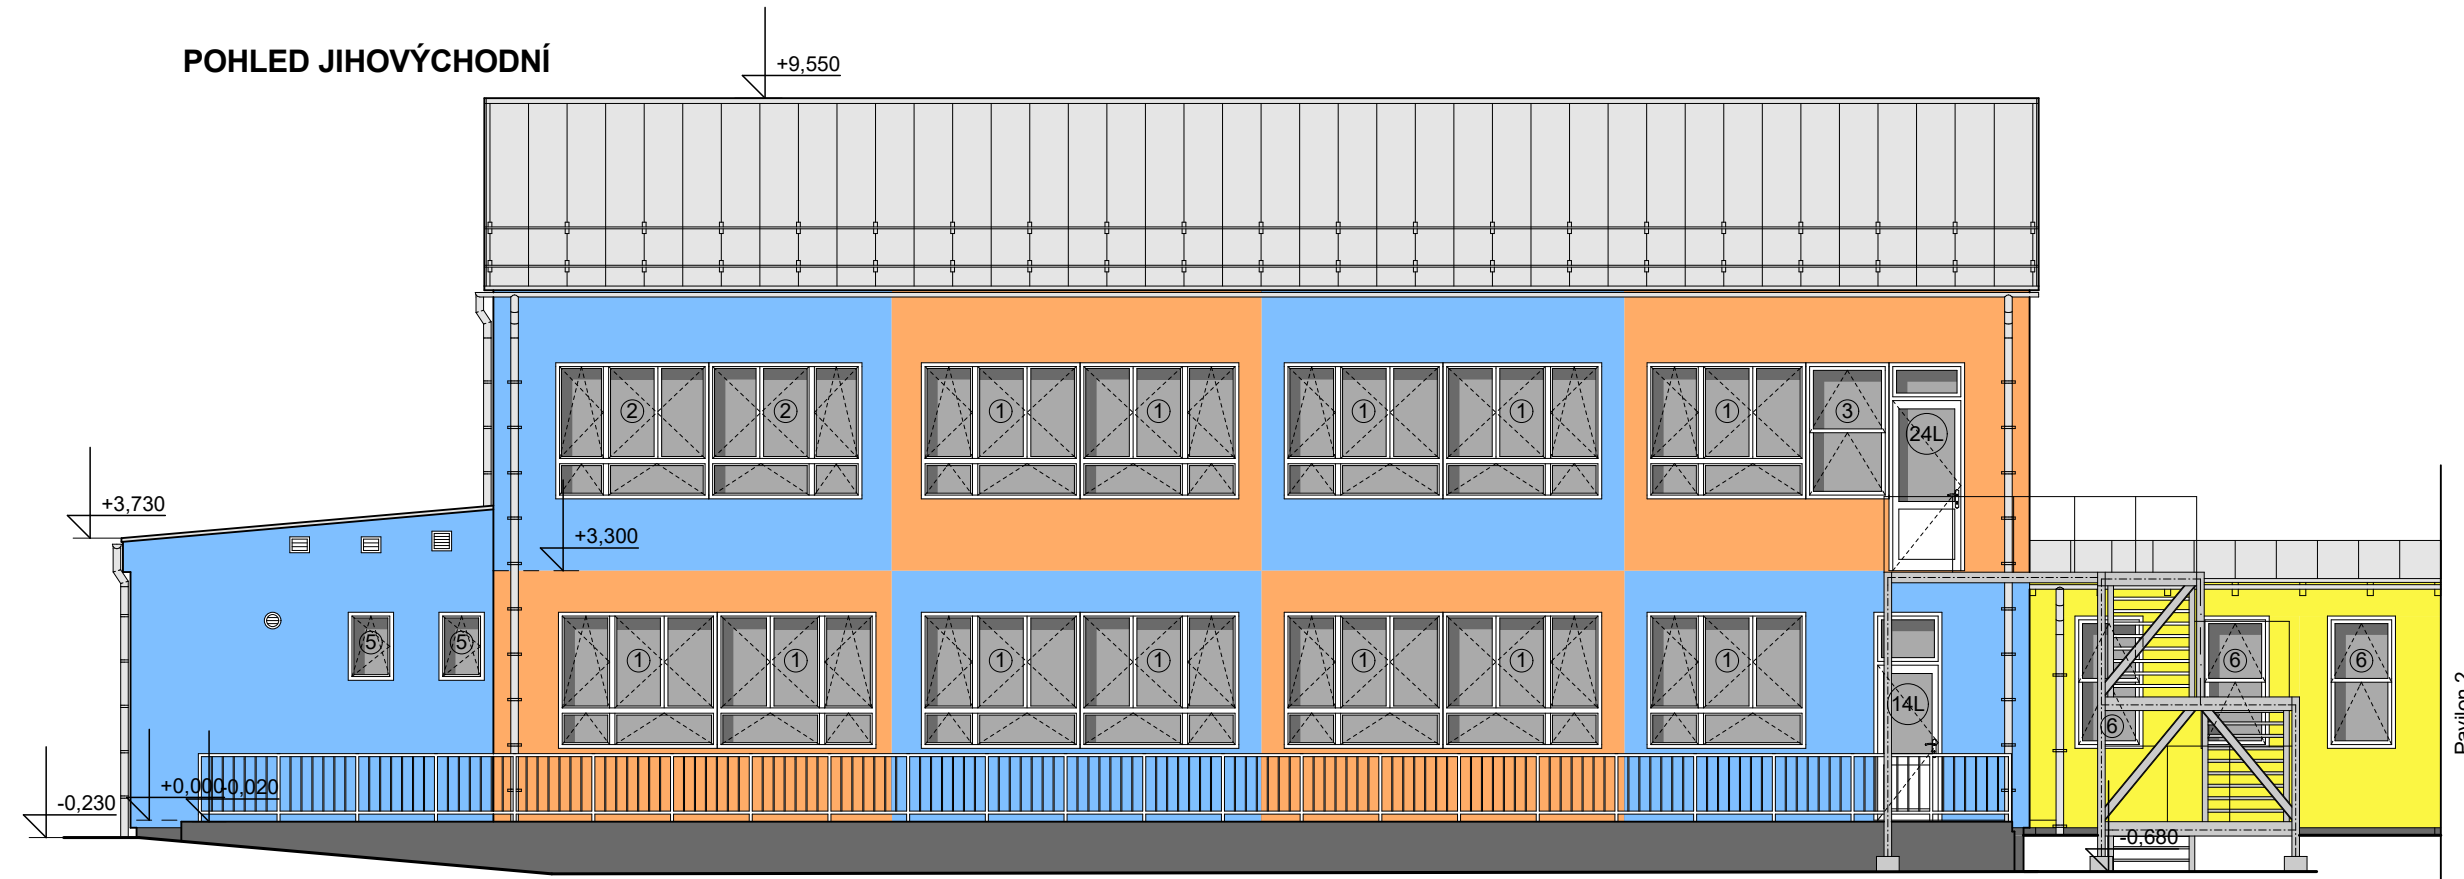 POHLED JIHOVÝCHODNÍ
+9,550
2 2 1 1 1 1 1 3 24L
+3,730
+3,300
5 5 1 1 1 1 1 1 1 14L 6 6 6
Pavilon 2
+0,000 -0,020
-0,230
-0,680